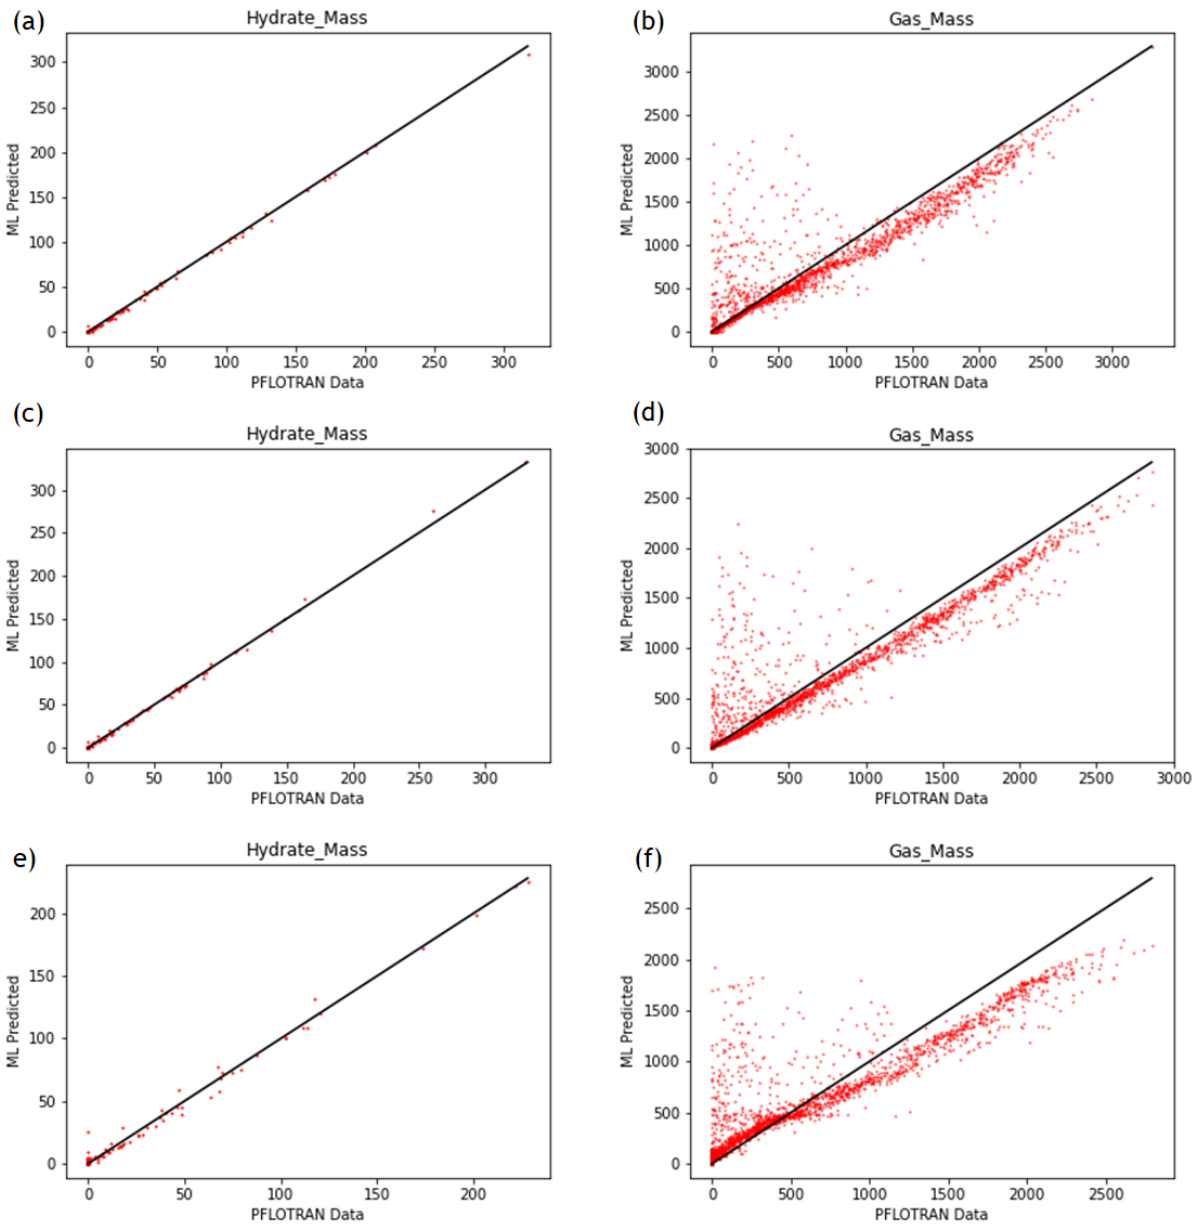 (a)
Hydrate_Mass
ML Predicted
300
250
200
150
100
50
0
0 50 100 150 200 250 300
PFLOTRAN Data
(b)
Gas_Mass
ML Predicted
3000
2500
2000
1500
1000
500
0
0 500 1000 1500 2000 2500 3000
PFLOTRAN Data
(c)
Hydrate_Mass
ML Predicted
300
250
200
150
100
50
0
0 50 100 150 200 250 300
PFLOTRAN Data
(d)
Gas_Mass
ML Predicted
3000
2500
2000
1500
1000
500
0
0 500 1000 1500 2000 2500 3000
PFLOTRAN Data
e)
Hydrate_Mass
ML Predicted
200
150
100
50
0
0 50 100 150 200
PFLOTRAN Data
(f)
Gas_Mass
ML Predicted
2500
2000
1500
1000
500
0
0 500 1000 1500 2000 2500
PFLOTRAN Data